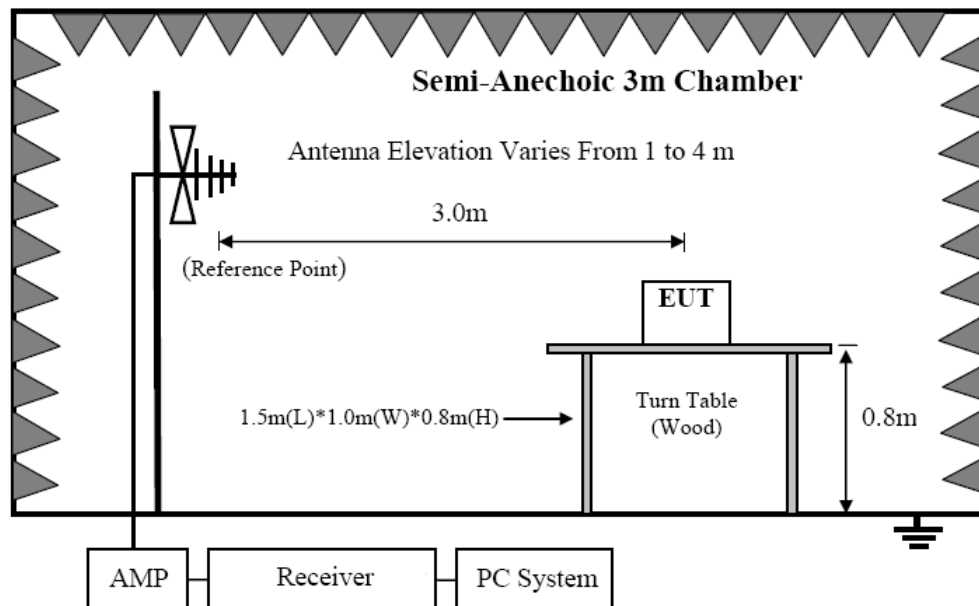 Semi-Anechoic 3m Chamber
Antenna Elevation Varies From 1 to 4 m
3.0m
(Reference Point)
EUT
1.5m(L)*1.0m(W)*0.8m(H)
Turn Table
(Wood)
0.8m
AMP
Receiver
PC System